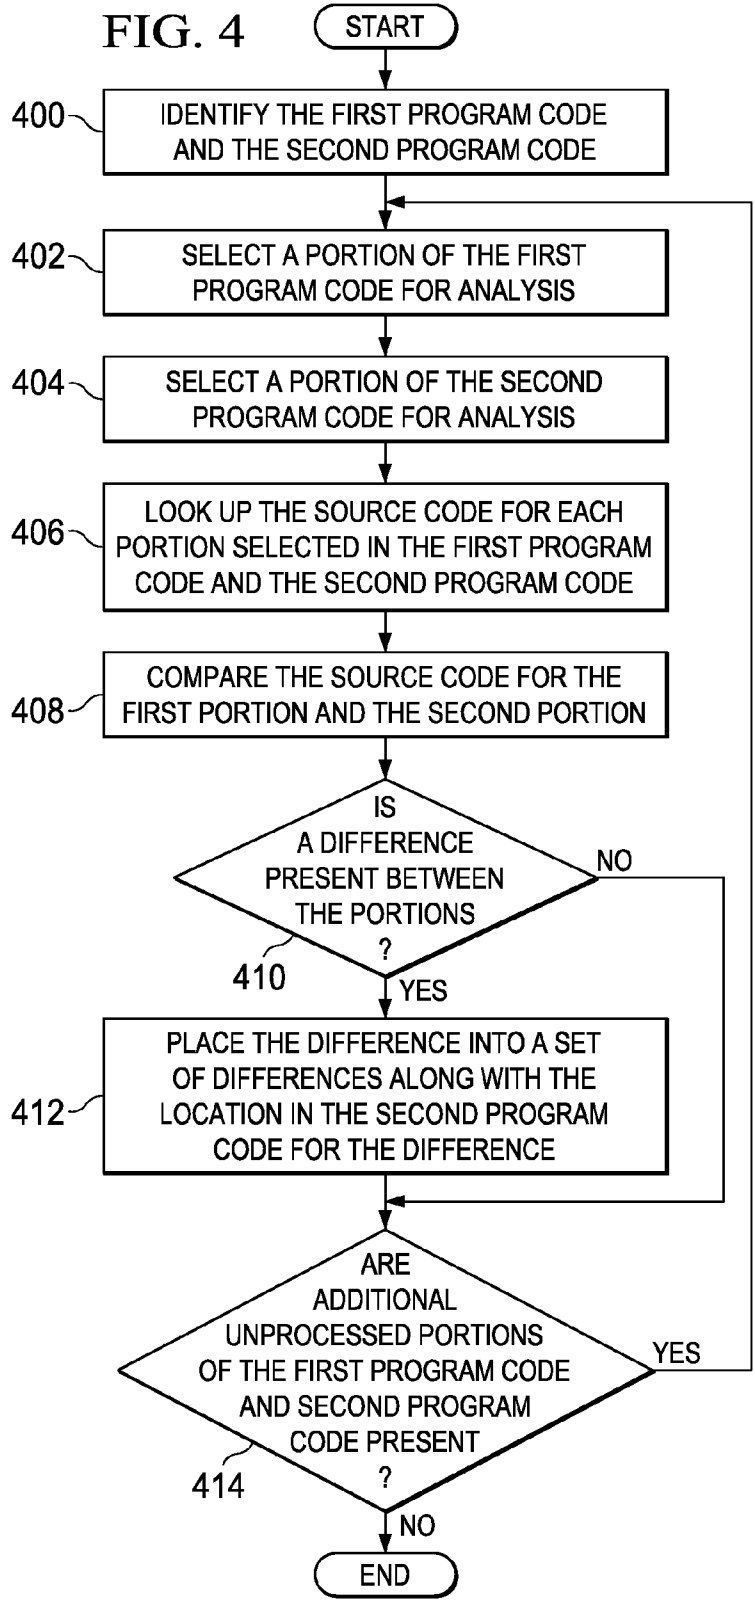 FIG. 4
START
400
IDENTIFY THE FIRST PROGRAM CODE
AND THE SECOND PROGRAM CODE
402
SELECT A PORTION OF THE FIRST
PROGRAM CODE FOR ANALYSIS
404
SELECT A PORTION OF THE SECOND
PROGRAM CODE FOR ANALYSIS
406
LOOK UP THE SOURCE CODE FOR EACH
PORTION SELECTED IN THE FIRST PROGRAM
CODE AND THE SECOND PROGRAM CODE
408
COMPARE THE SOURCE CODE FOR THE
FIRST PORTION AND THE SECOND PORTION
IS
A DIFFERENCE
PRESENT BETWEEN
THE PORTIONS
?
NO
410
YES
412
PLACE THE DIFFERENCE INTO A SET
OF DIFFERENCES ALONG WITH THE
LOCATION IN THE SECOND PROGRAM
CODE FOR THE DIFFERENCE
ARE
ADDITIONAL
UNPROCESSED PORTIONS
OF THE FIRST PROGRAM CODE
AND SECOND PROGRAM
CODE PRESENT
?
YES
414
NO
END